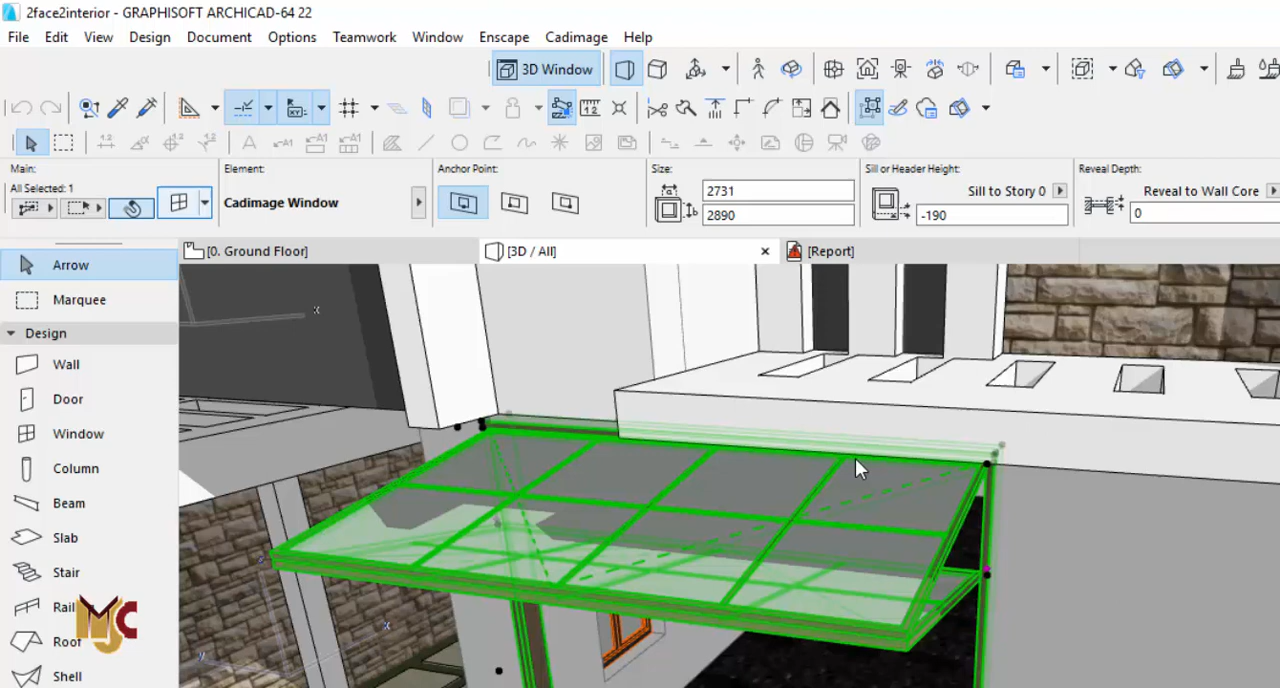 2face2interior - GRAPHISOFT ARCHICAD-64 22
File Edit View Design Document Options Teamwork Window Enscape Cadimage Help
3D Window
Main:
All Selected: 1
Element:
Cadimage Window
Anchor Point:
Size:
2731
2890
Sill or Header Height:
Sill to Story 0
-190
Reveal Depth:
Reveal to Wall Core
0
[0. Ground Floor]
[3D / All]
[Report]
Arrow
Marquee
Design
Wall
Door
Window
Column
Beam
Slab
Stair
Rail
Roof
Shell
MSC